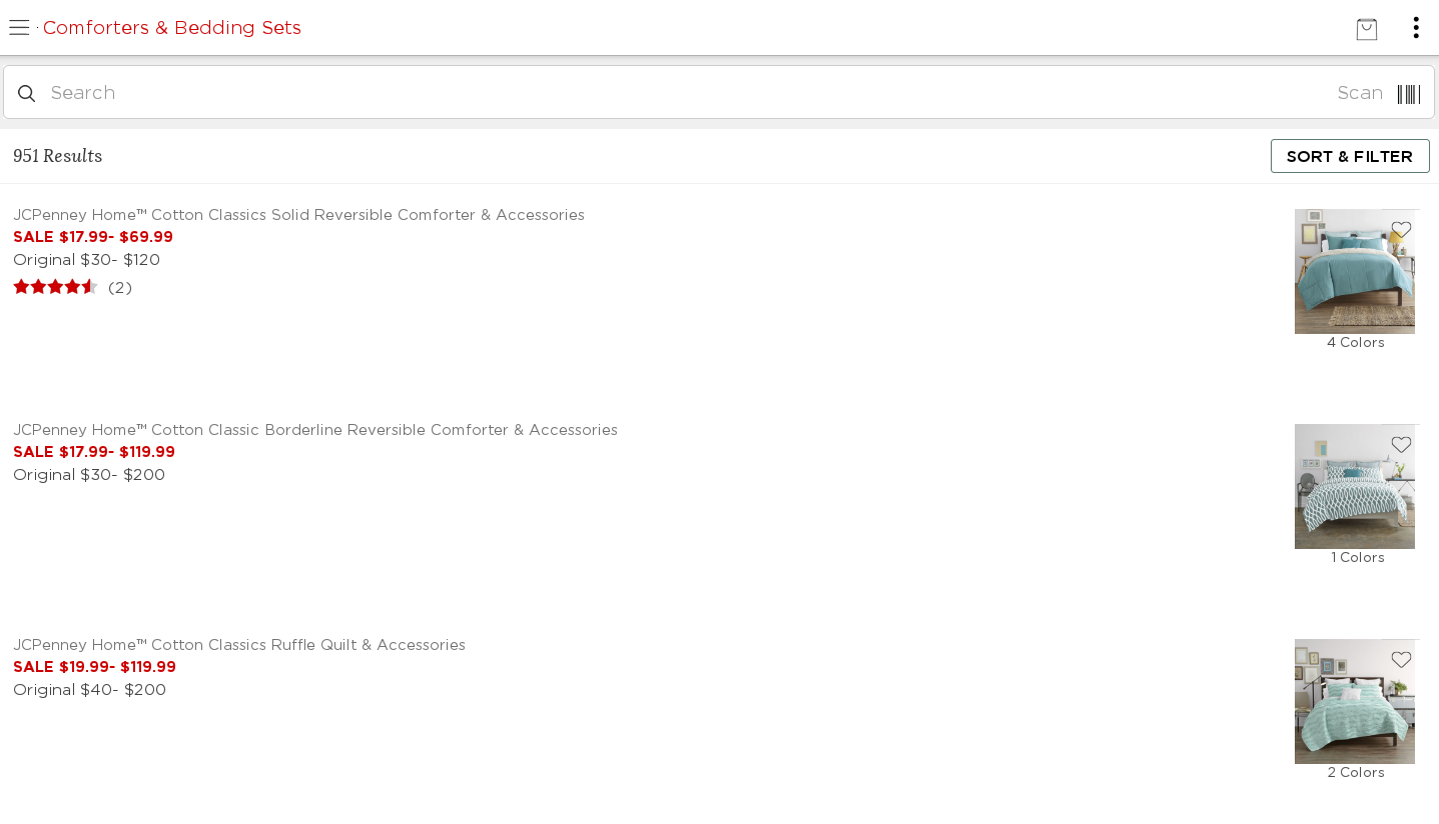 Comforters & Bedding Sets
Search
Scan
951 Results
SORT & FILTER
JCPenney Home™ Cotton Classics Solid Reversible Comforter & Accessories
SALE $17.99- $69.99
Original $30- $120
(2)
4 Colors
JCPenney Home™ Cotton Classic Borderline Reversible Comforter & Accessories
SALE $17.99- $119.99
Original $30- $200
1 Colors
JCPenney Home™ Cotton Classics Ruffle Quilt & Accessories
SALE $19.99- $119.99
Original $40- $200
2 Colors